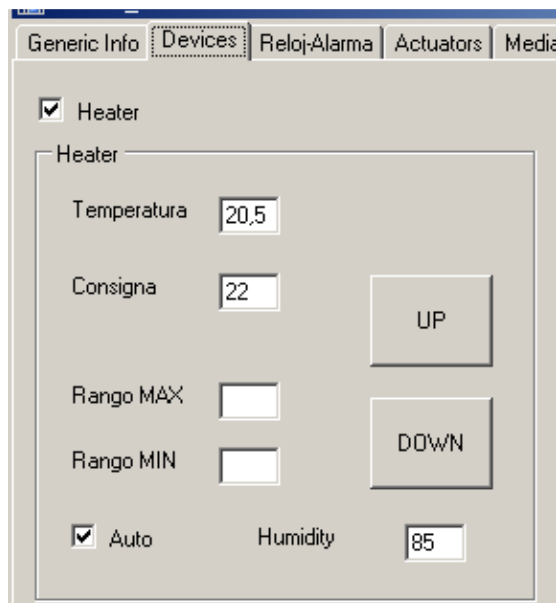 Generic Info Devices Reloj-Alarma Actuators Media
Heater
Heater
Temperatura 20,5
Consigna 22
UP
Rango MAX
DOWN
Rango MIN
Auto Humidity 85